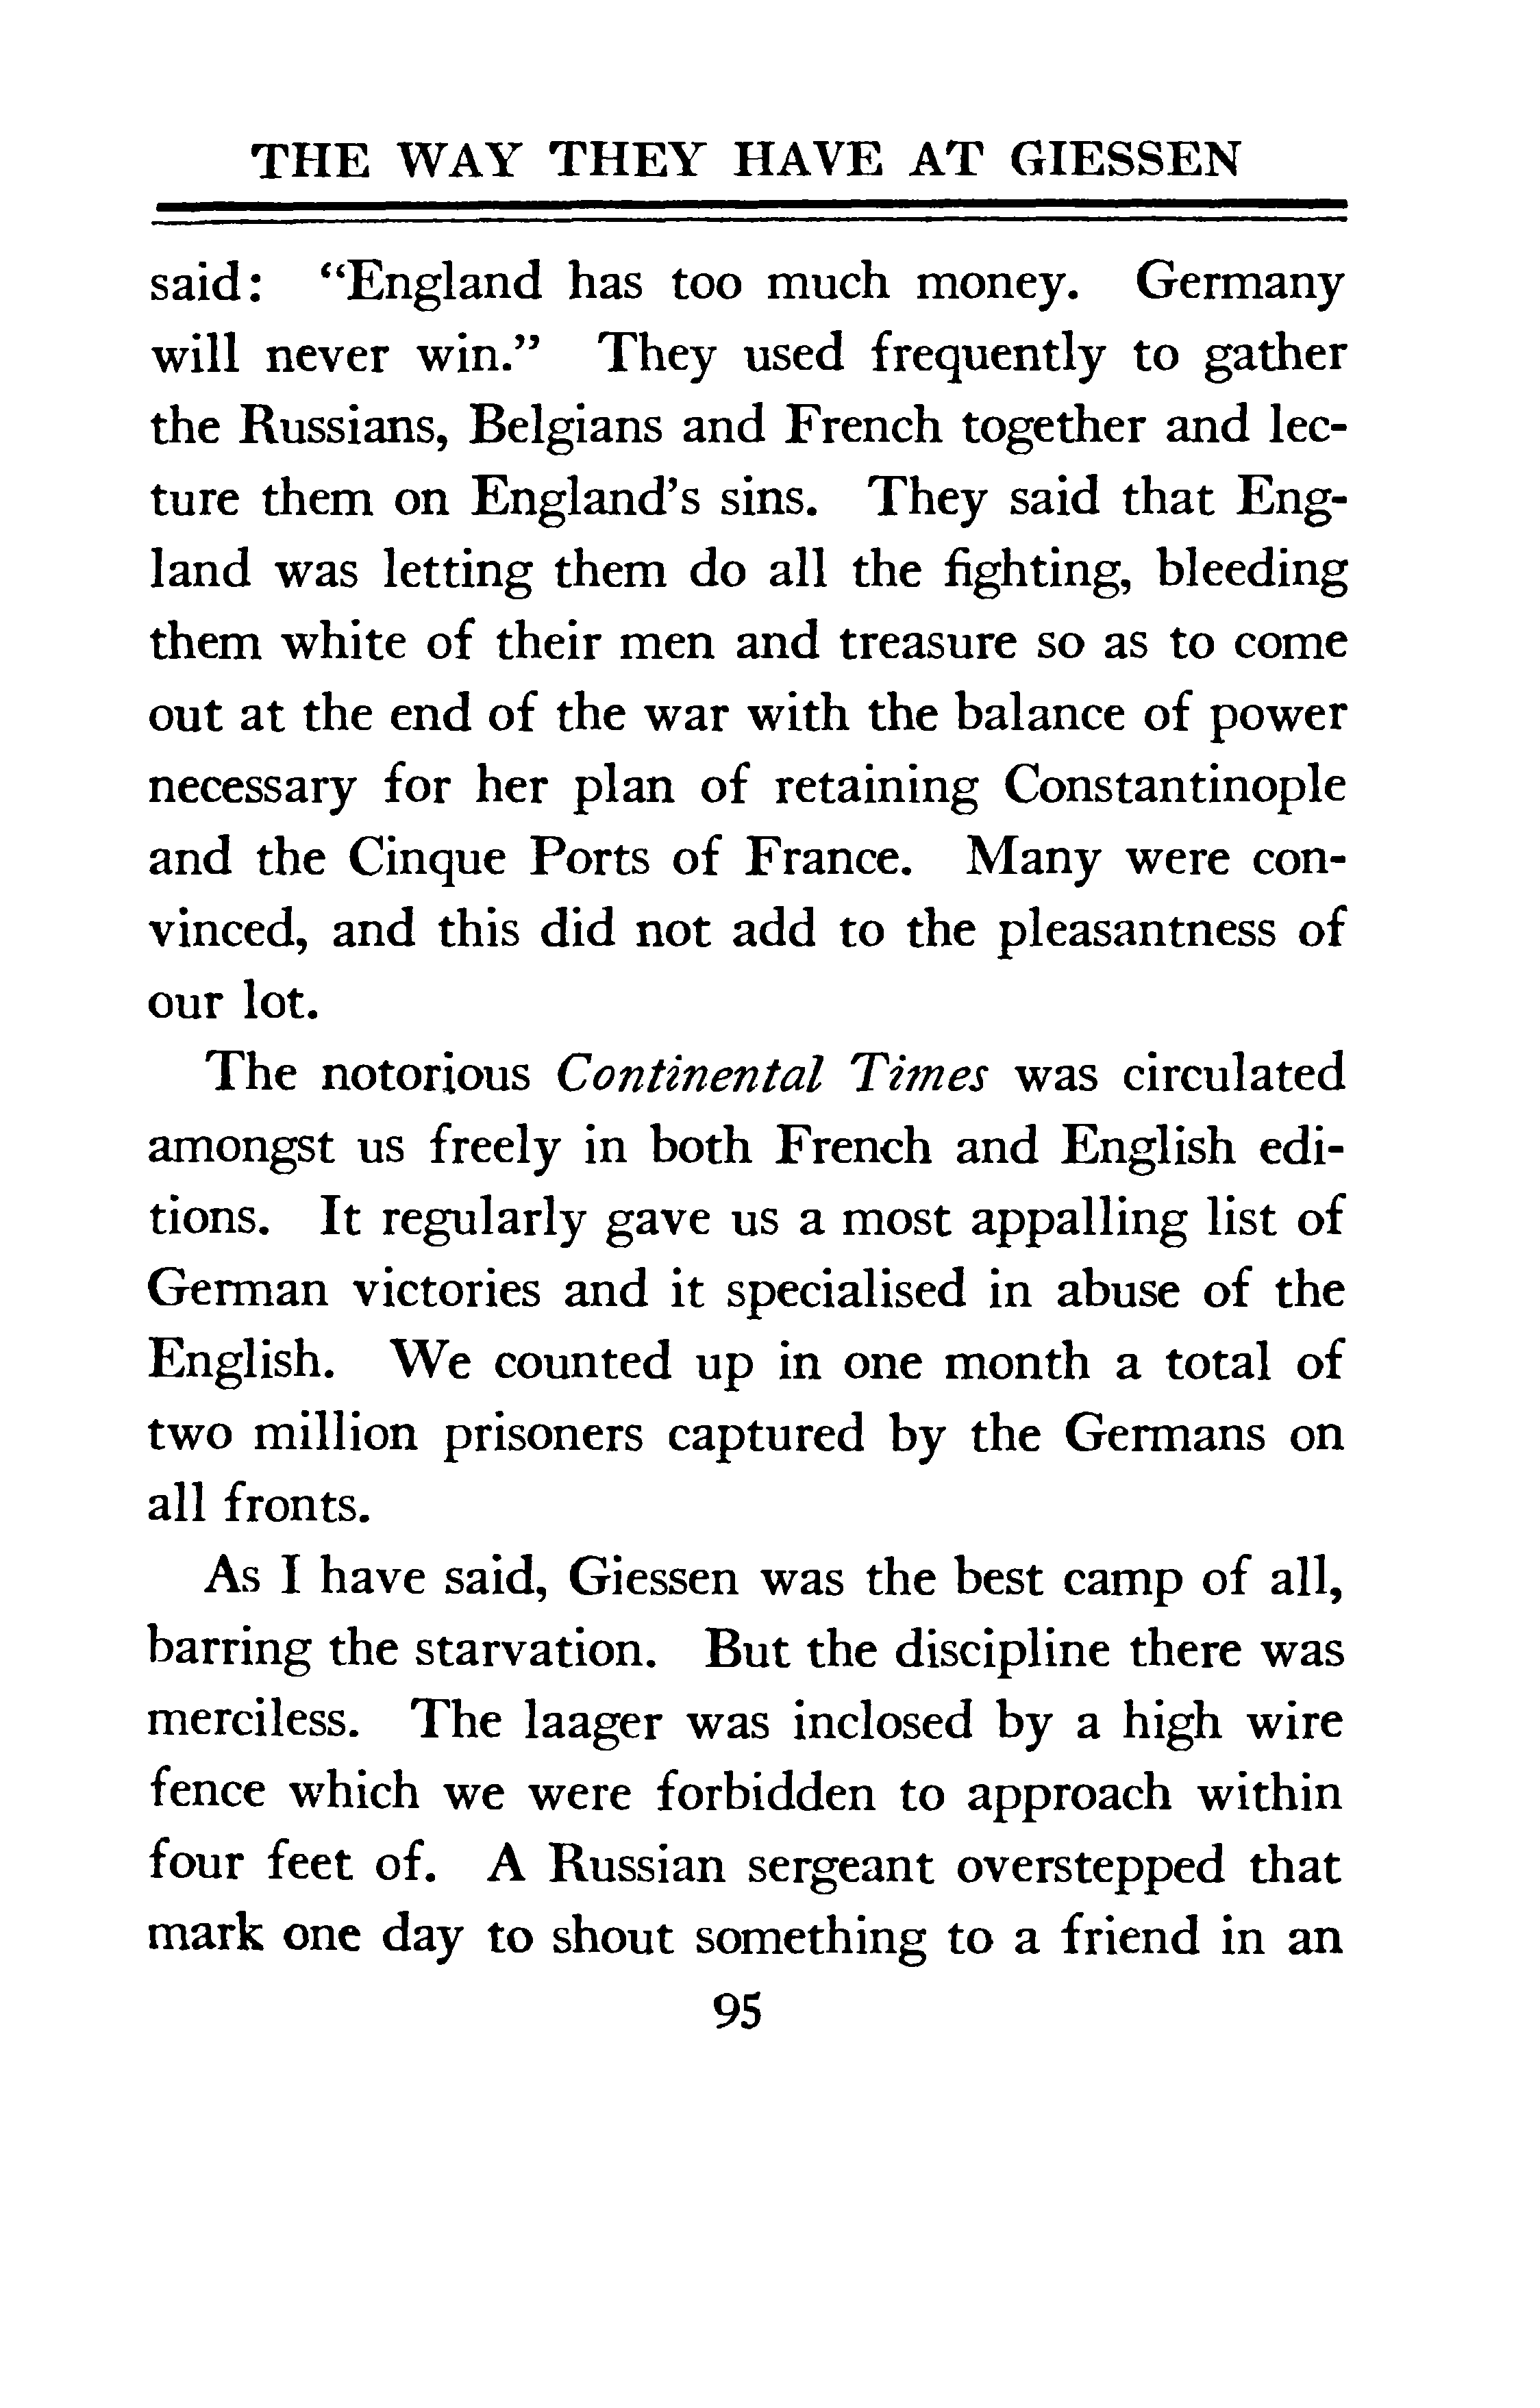 THE WAY THEY HAVE AT GIESSEN
said: “England has too much money. Germany
will never win.” They used frequently to gather
the Russians, Belgians and French together and lec-
ture them on England’s sins. They said that Eng-
land was letting them do all the fighting, bleeding
them white of their men and treasure so as to come
out at the end of the war with the balance of power
necessary for her plan of retaining Constantinople
and the Cinque Ports of France. Many were con-
vinced, and this did not add to the pleasantness of
our lot.
The notorious Continental Times was circulated
amongst us freely in both French and English edi-
tions. It regularly gave us a most appalling list of
German victories and it specialised in abuse of the
English. We counted up in one month a total of
two million prisoners captured by the Germans on
all fronts.
As I have said, Giessen was the best camp of all,
barring the starvation. But the discipline there was
merciless. The laager was inclosed by a high wire
fence which we were forbidden to approach within
four feet of. A Russian sergeant overstepped that
mark one day to shout something to a friend in an
95